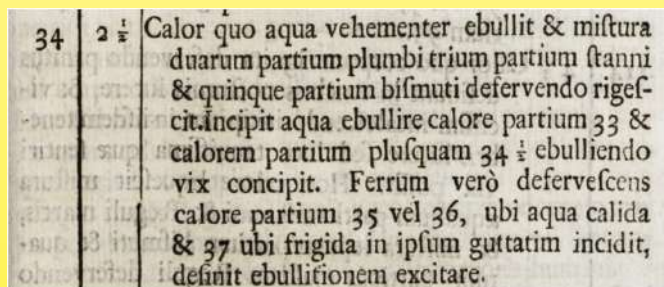 34 2 ½ Calor quo aqua vehementer ebullit & miſtura
duarum partium plumbi trium partium ſtanni
& quinque partium biſmuti defervendo rigeſ-
cit.Incipit aqua ebullire calore partium 33 &
calorem partium pluſquam 34 ½ ebulliendo
vix concipit. Ferrum verò deferveſcens
calore partium 35 vel 36, ubi aqua calida
& 37 ubi frigida in ipſum guttatim incidit,
deſinit ebullitionem excitare.